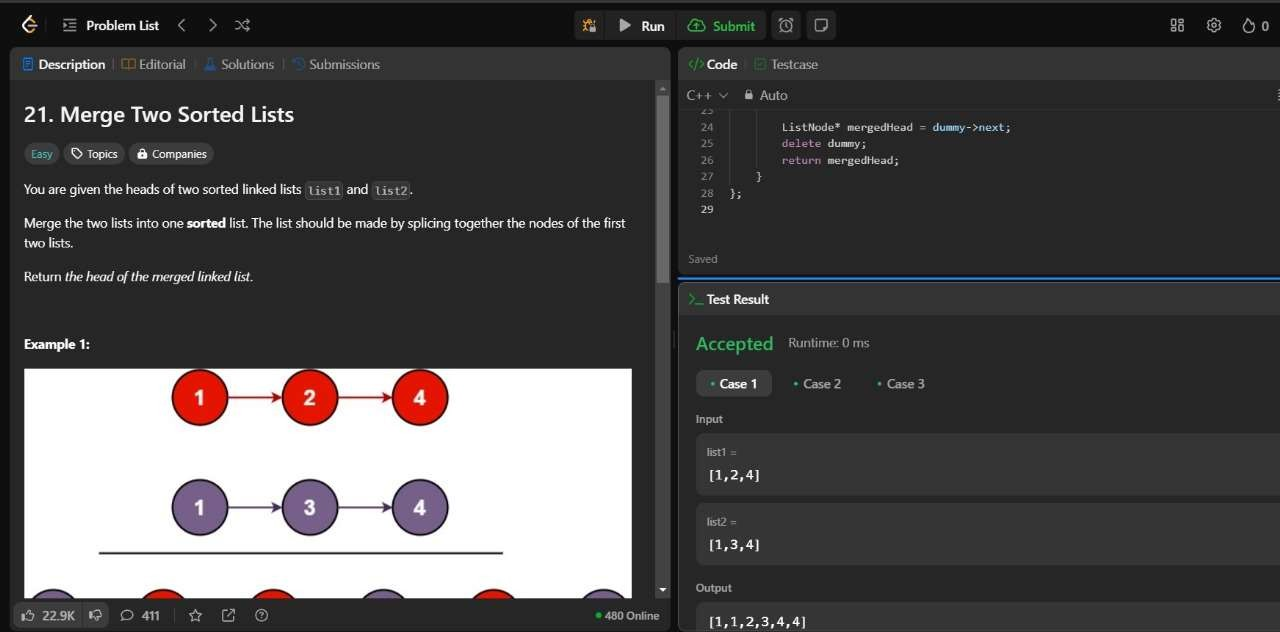 Problem List
Run
Submit
0
Description
Editorial
Solutions
Submissions
21. Merge Two Sorted Lists
Easy
Topics
Companies
You are given the heads of two sorted linked lists list1 and list2.
Merge the two lists into one sorted list. The list should be made by splicing together the nodes of the first
two lists.
Return the head of the merged linked list.
Example 1:
1
2
4
1
3
4
22.9K
411
480 Online
</> Code
Testcase
C++
Auto
23
24 ListNode* mergedHead = dummy->next;
25 delete dummy;
26 return mergedHead;
27 }
28 };
29
Saved
>_ Test Result
Accepted
Runtime: 0 ms
• Case 1
• Case 2
• Case 3
Input
list1 =
[1,2,4]
list2 =
[1,3,4]
Output
[1,1,2,3,4,4]